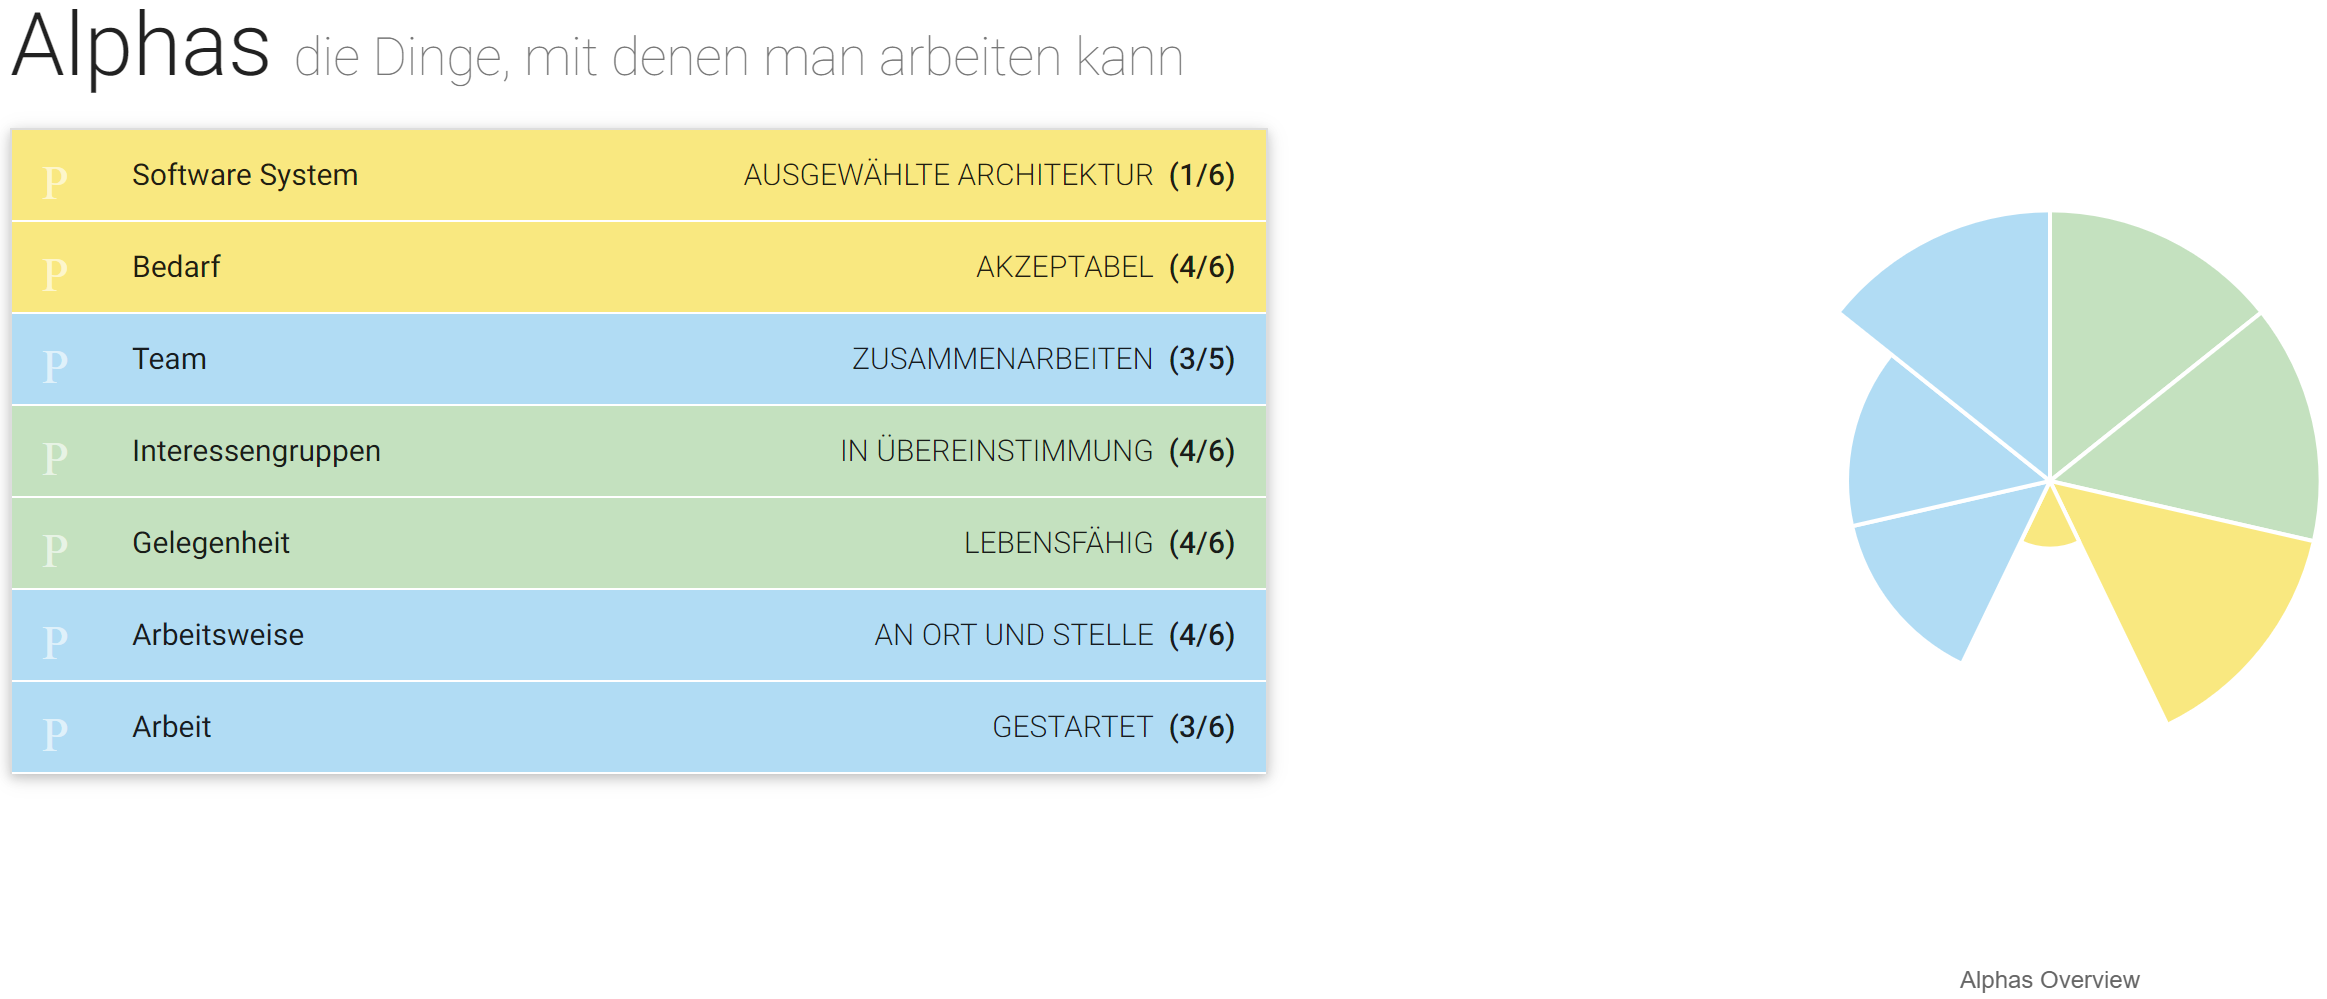 Alphas die Dinge, mit denen man arbeiten kann
P Software System AUSGEWÄHLTE ARCHITEKTUR (1/6)
P Bedarf AKZEPTABEL (4/6)
P Team ZUSAMMENARBEITEN (3/5)
P Interessengruppen IN ÜBEREINSTIMMUNG (4/6)
P Gelegenheit LEBENSFÄHIG (4/6)
P Arbeitsweise AN ORT UND STELLE (4/6)
P Arbeit GESTARTET (3/6)
Alphas Overview